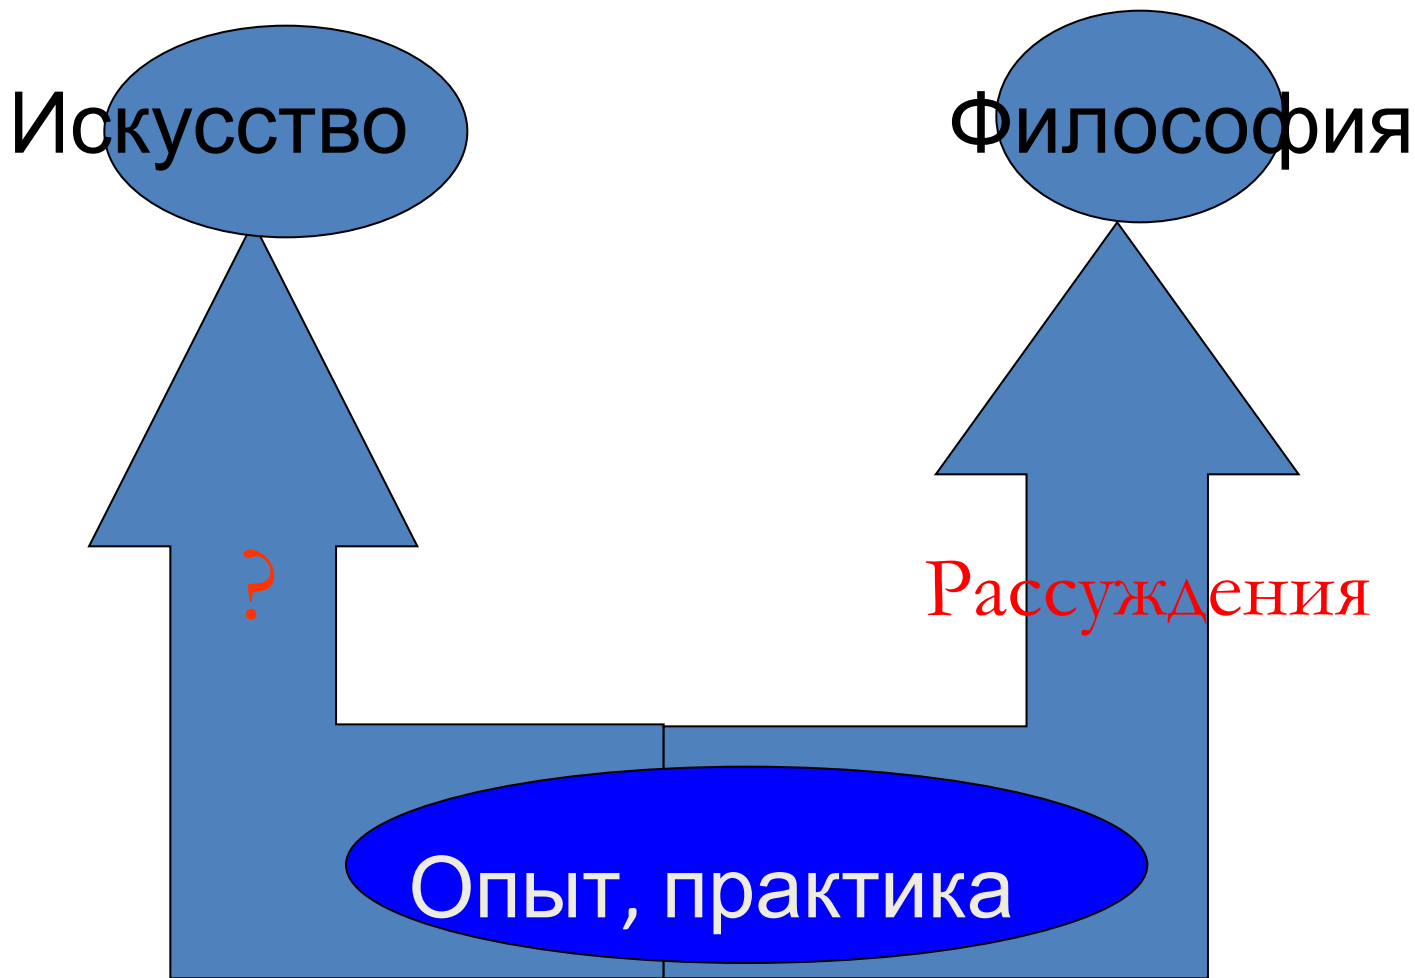 Искусство
Философия
?
Рассуждения
Опыт, практика